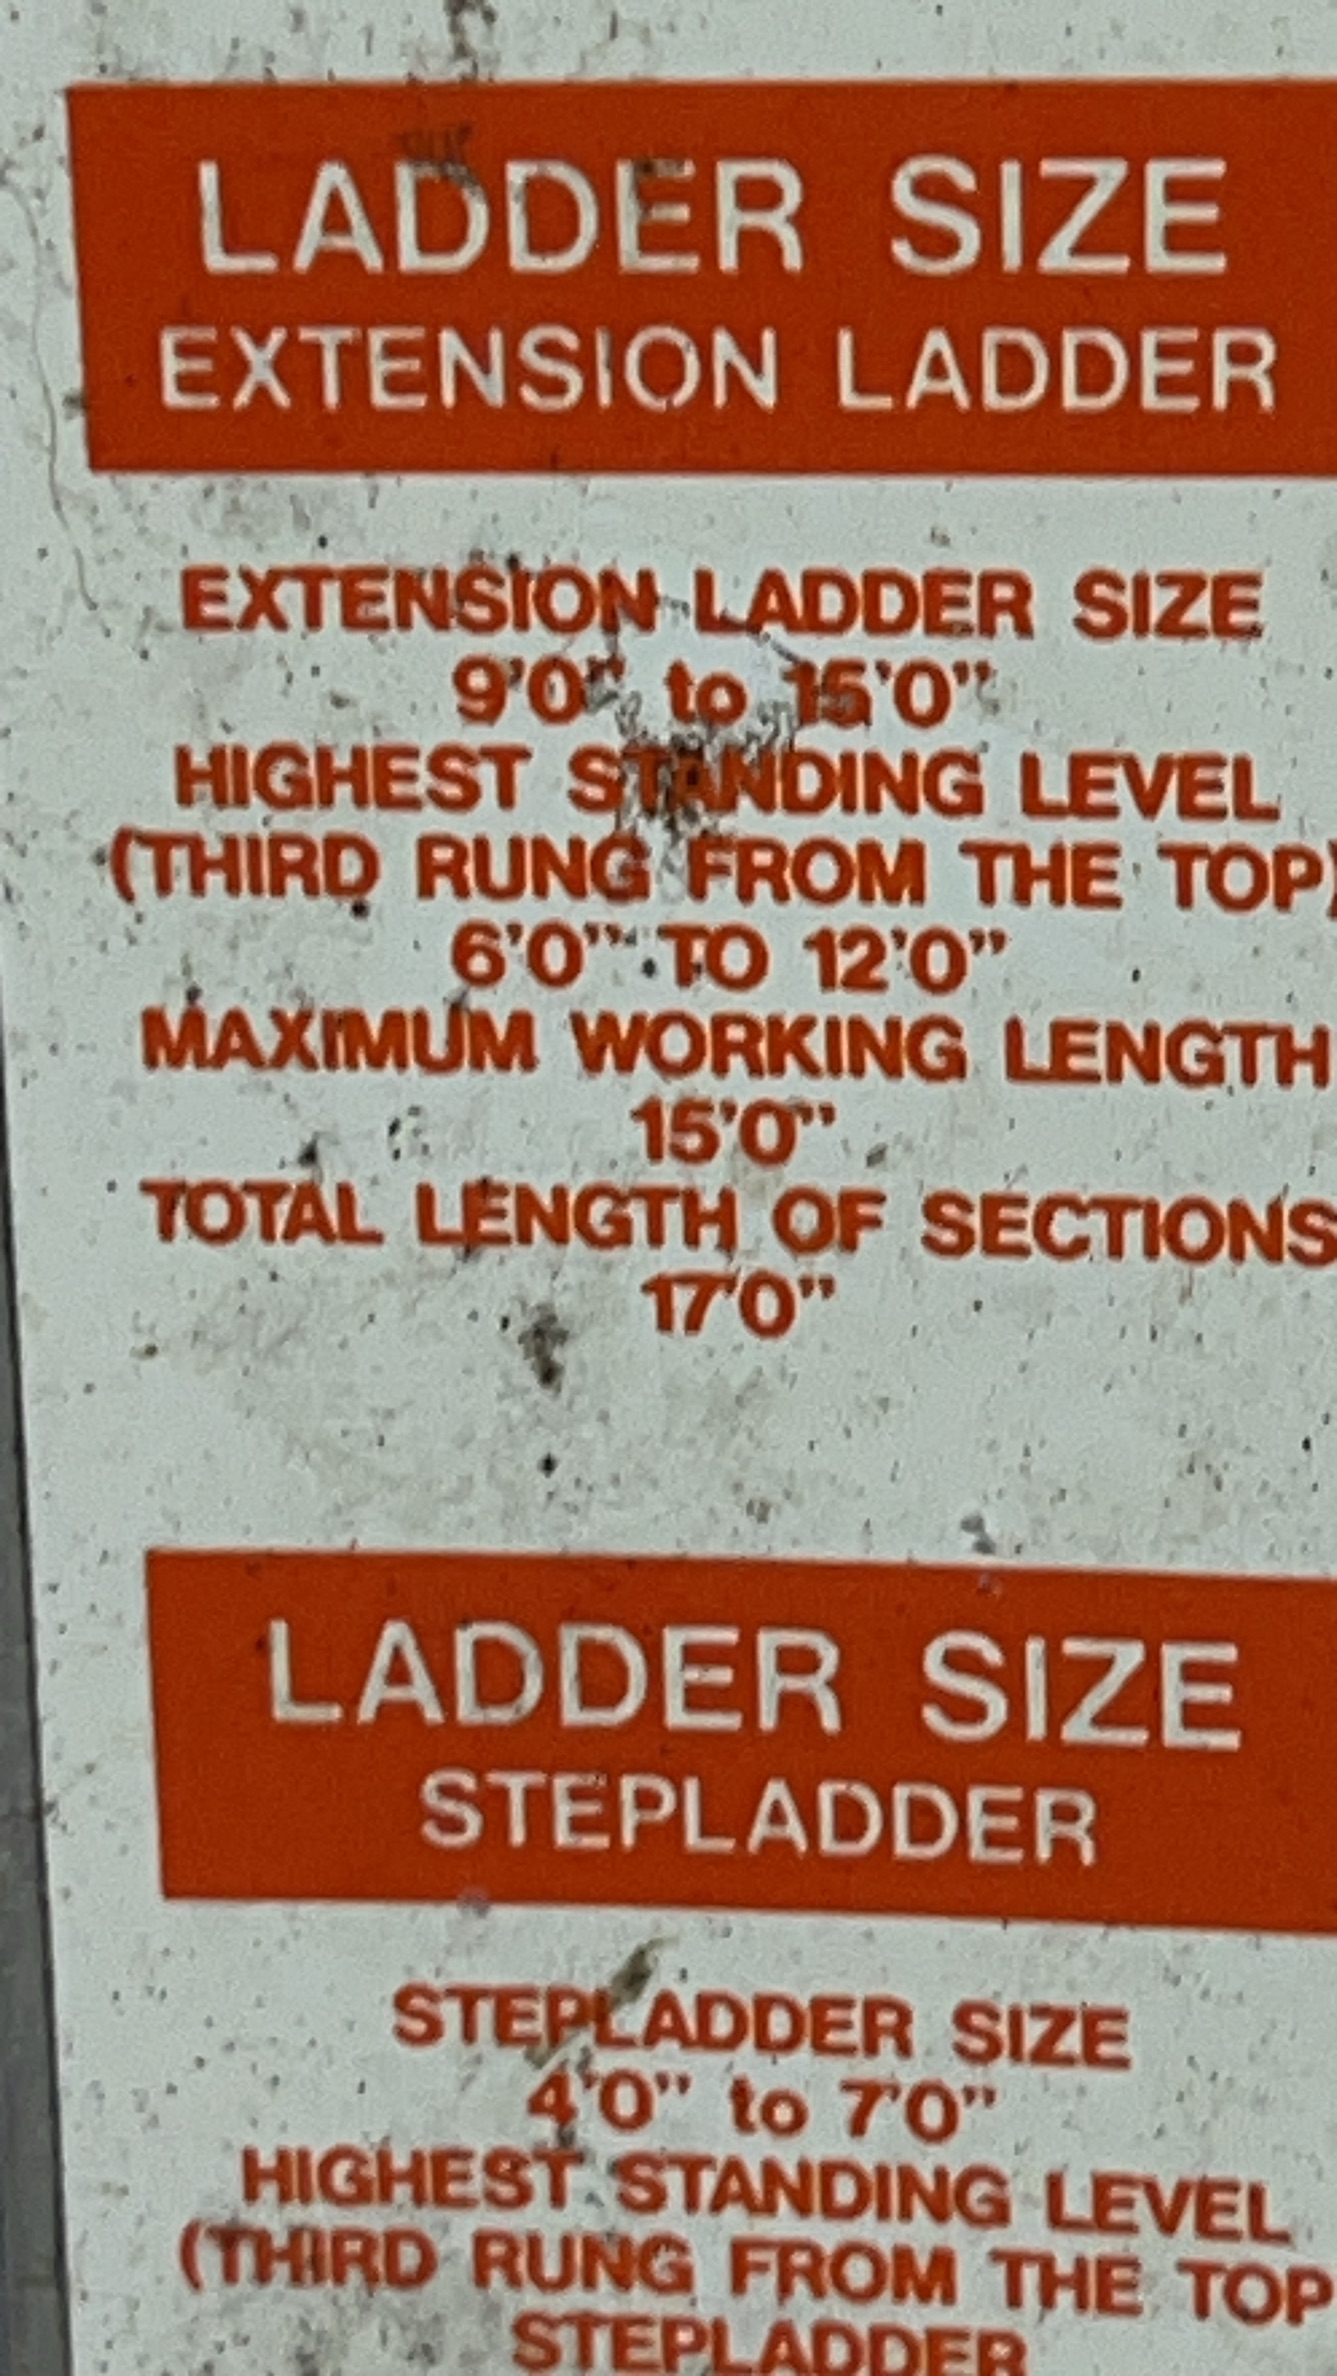 LADDER SIZE
EXTENSION LADDER
EXTENSION LADDER SIZE
9'0" to 15'0"
HIGHEST STANDING LEVEL
(THIRD RUNG FROM THE TOP)
6'0" TO 12'0"
MAXIMUM WORKING LENGTH
15'0"
TOTAL LENGTH OF SECTIONS
17'0"
LADDER SIZE
STEPLADDER
STEPLADDER SIZE
4'0" to 7'0"
HIGHEST STANDING LEVEL
(THIRD RUNG FROM THE TOP
STEPLADDER